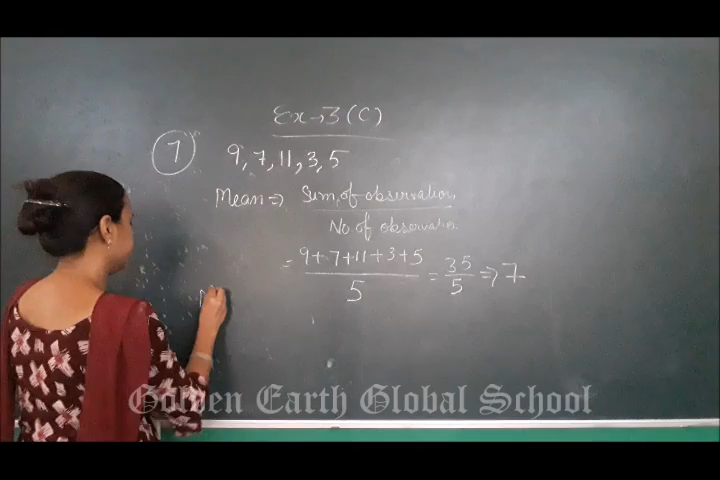 Ex→3(C)
7
9, 7, 11, 3, 5
Mean ⇒ Sum of observation
No of observation
= 9+7+11+3+5
5
= 35
5
⇒ 7
Golden Earth Global School